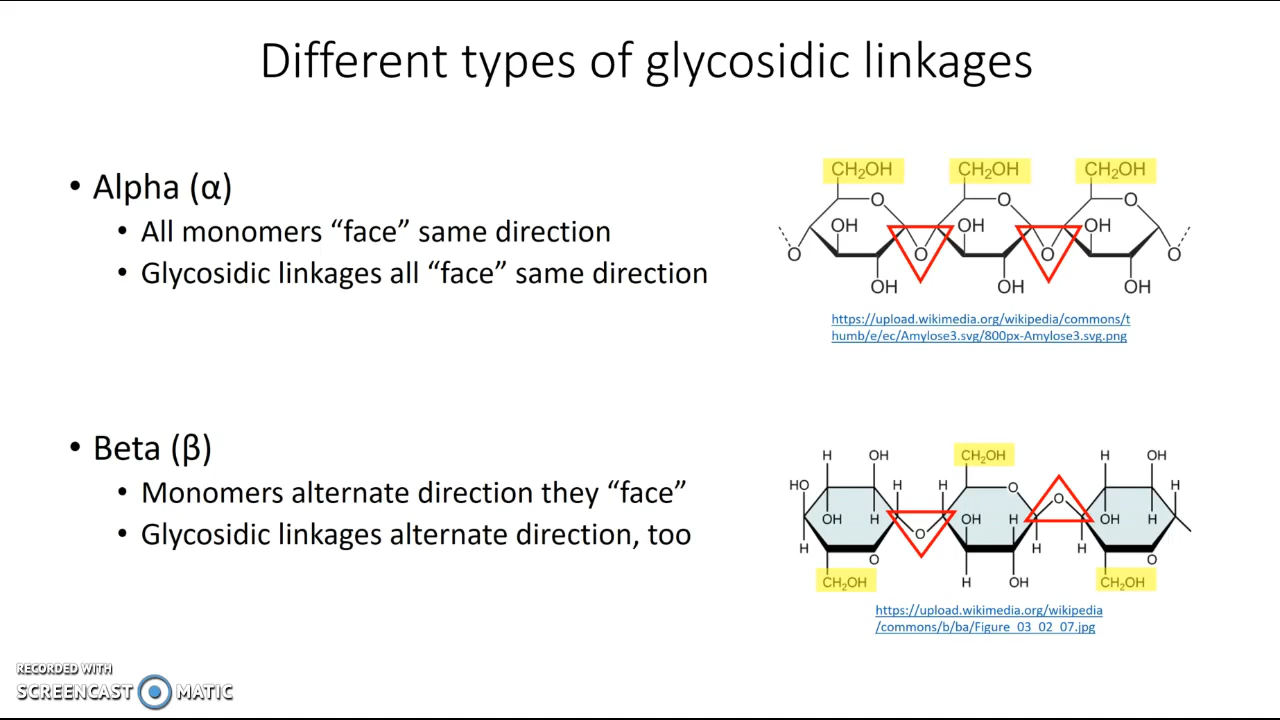 Different types of glycosidic linkages
• Alpha (α)
• All monomers “face” same direction
• Glycosidic linkages all “face” same direction
CH₂OH CH₂OH CH₂OH
O O O
OH OH OH
O O O O
OH OH OH
https://upload.wikimedia.org/wikipedia/commons/t
humb/e/ec/Amylose3.svg/800px-Amylose3.svg.png
• Beta (β)
• Monomers alternate direction they “face”
• Glycosidic linkages alternate direction, too
H OH CH₂OH H OH
HO H H O O H
OH H O OH H OH H
H H H O
O
CH₂OH H OH CH₂OH
https://upload.wikimedia.org/wikipedia
/commons/b/ba/Figure_03_02_07.jpg
RECORDED WITH
SCREENCAST MATIC